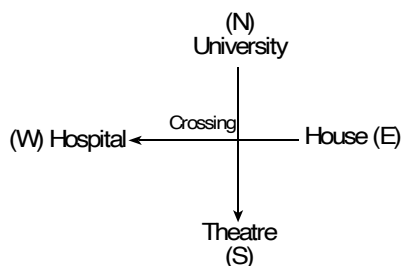 (N)
University
Crossing
(W) Hospital
House (E)
Theatre
(S)